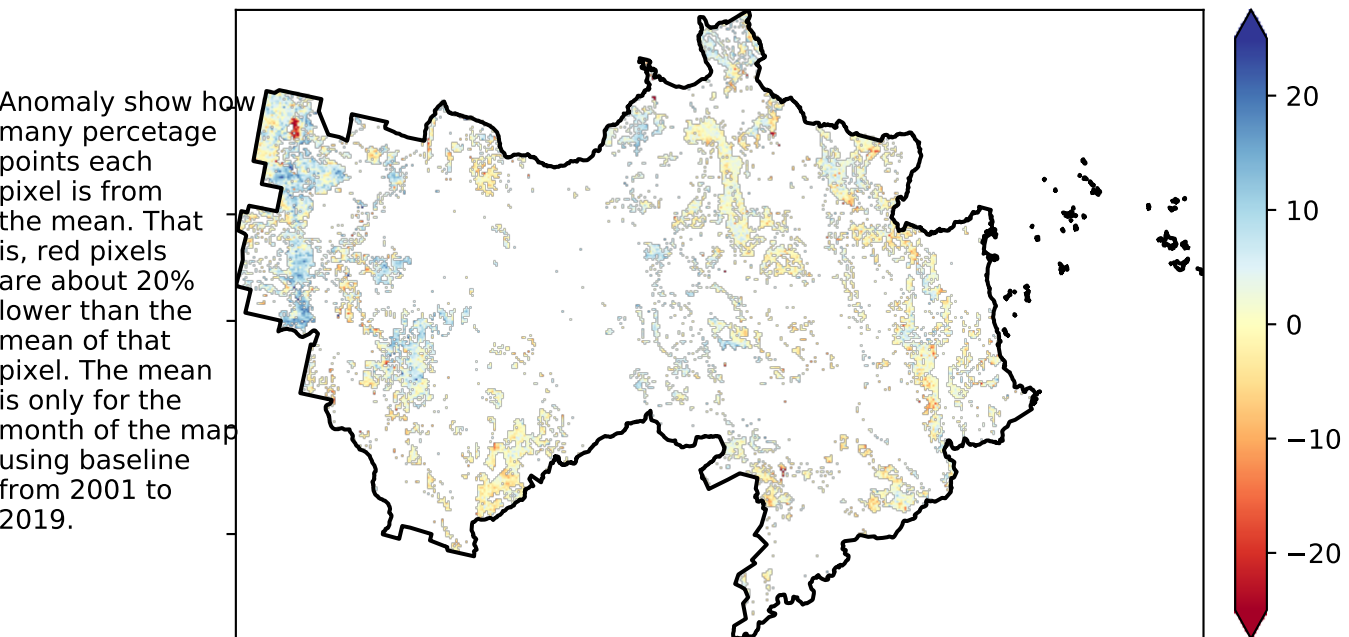 Anomaly show how
many percetage
points each
pixel is from
the mean. That
is, red pixels
are about 20%
lower than the
mean of that
pixel. The mean
is only for the
month of the map
using baseline
from 2001 to
2019.
20
10
0
−10
−20